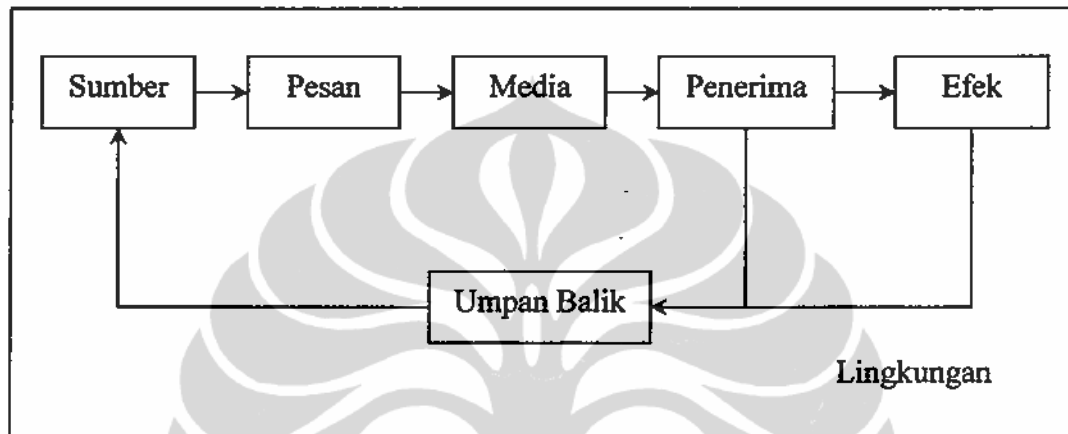 Sumber
Pesan
Media
Penerima
Efek
Umpan Balik
Lingkungan